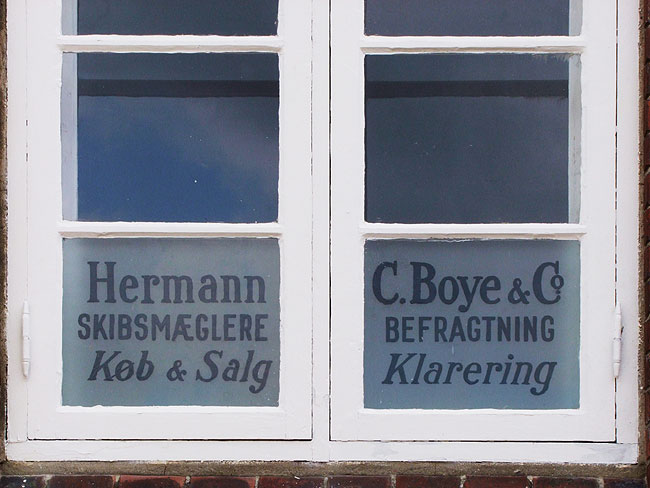 Hermann
SKIBSMÆGLERE
Køb & Salg
C. Boye & Co
BEFRAGTNING
Klarering